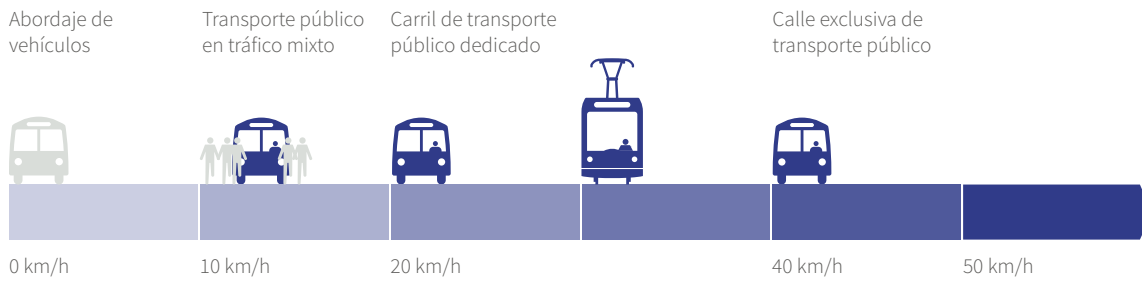 Abordaje de
vehículos
Transporte público
en tráfico mixto
Carril de transporte
público dedicado
Calle exclusiva de
transporte público
0 km/h
10 km/h
20 km/h
40 km/h
50 km/h